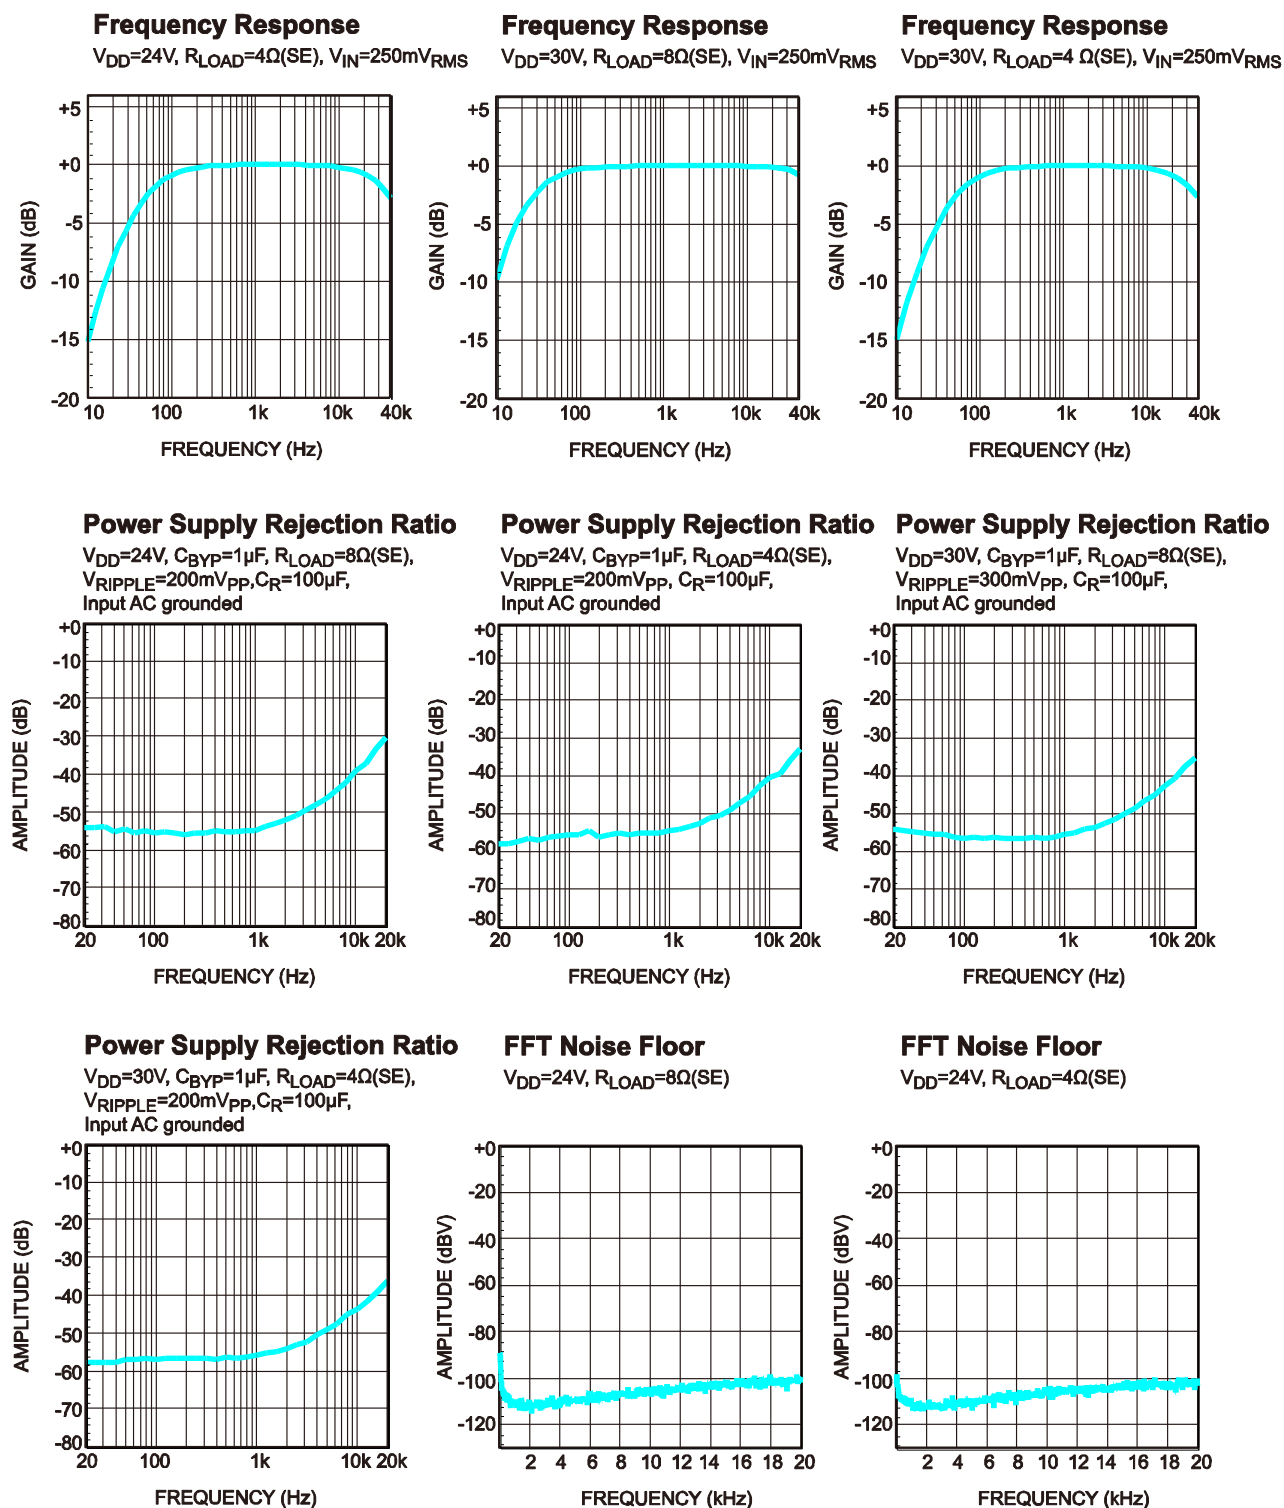 Frequency Response
VDD=24V, RLOAD=4Ω(SE), VIN=250mVRMS
+5
+0
-5
-10
-15
-20
GAIN (dB)
10 100 1k 10k 40k
FREQUENCY (Hz)
Frequency Response
VDD=30V, RLOAD=8Ω(SE), VIN=250mVRMS
+5
+0
-5
-10
-15
-20
GAIN (dB)
10 100 1k 10k 40k
FREQUENCY (Hz)
Frequency Response
VDD=30V, RLOAD=4 Ω(SE), VIN=250mVRMS
+5
+0
-5
-10
-15
-20
GAIN (dB)
10 100 1k 10k 40k
FREQUENCY (Hz)
Power Supply Rejection Ratio
VDD=24V, CBYP=1µF, RLOAD=8Ω(SE),
VRIPPLE=200mVPP,CR=100µF,
Input AC grounded
+0
-10
-20
-30
-40
-50
-60
-70
-80
AMPLITUDE (dB)
20 100 1k 10k 20k
FREQUENCY (Hz)
Power Supply Rejection Ratio
VDD=24V, CBYP=1µF, RLOAD=4Ω(SE),
VRIPPLE=200mVPP, CR=100µF,
Input AC grounded
+0
-10
-20
-30
-40
-50
-60
-70
-80
AMPLITUDE (dB)
20 100 1k 10k 20k
FREQUENCY (Hz)
Power Supply Rejection Ratio
VDD=30V, CBYP=1µF, RLOAD=8Ω(SE),
VRIPPLE=300mVPP, CR=100µF,
Input AC grounded
+0
-10
-20
-30
-40
-50
-60
-70
-80
AMPLITUDE (dB)
20 100 1k 10k 20k
FREQUENCY (Hz)
Power Supply Rejection Ratio
VDD=30V, CBYP=1µF, RLOAD=4Ω(SE),
VRIPPLE=200mVPP,CR=100µF,
Input AC grounded
+0
-10
-20
-30
-40
-50
-60
-70
-80
AMPLITUDE (dB)
20 100 1k 10k 20k
FREQUENCY (Hz)
FFT Noise Floor
VDD=24V, RLOAD=8Ω(SE)
+0
-20
-40
-60
-80
-100
-120
AMPLITUDE (dBV)
2 4 6 8 10 12 14 16 18 20
FREQUENCY (kHz)
FFT Noise Floor
VDD=24V, RLOAD=4Ω(SE)
+0
-20
-40
-60
-80
-100
-120
AMPLITUDE (dBV)
2 4 6 8 10 12 14 16 18 20
FREQUENCY (kHz)